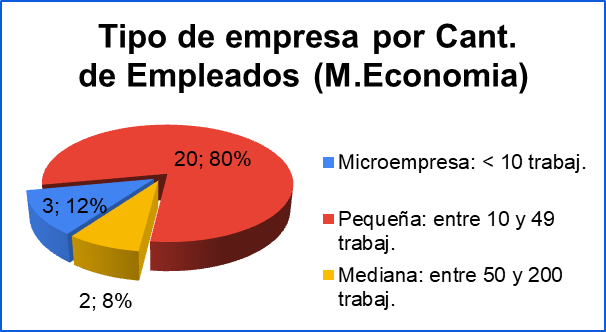 Tipo de empresa por Cant.
de Empleados (M.Economia)
20; 80%
3; 12%
2; 8%
Microempresa: < 10 trabaj.
Pequeña: entre 10 y 49
trabaj.
Mediana: entre 50 y 200
trabaj.